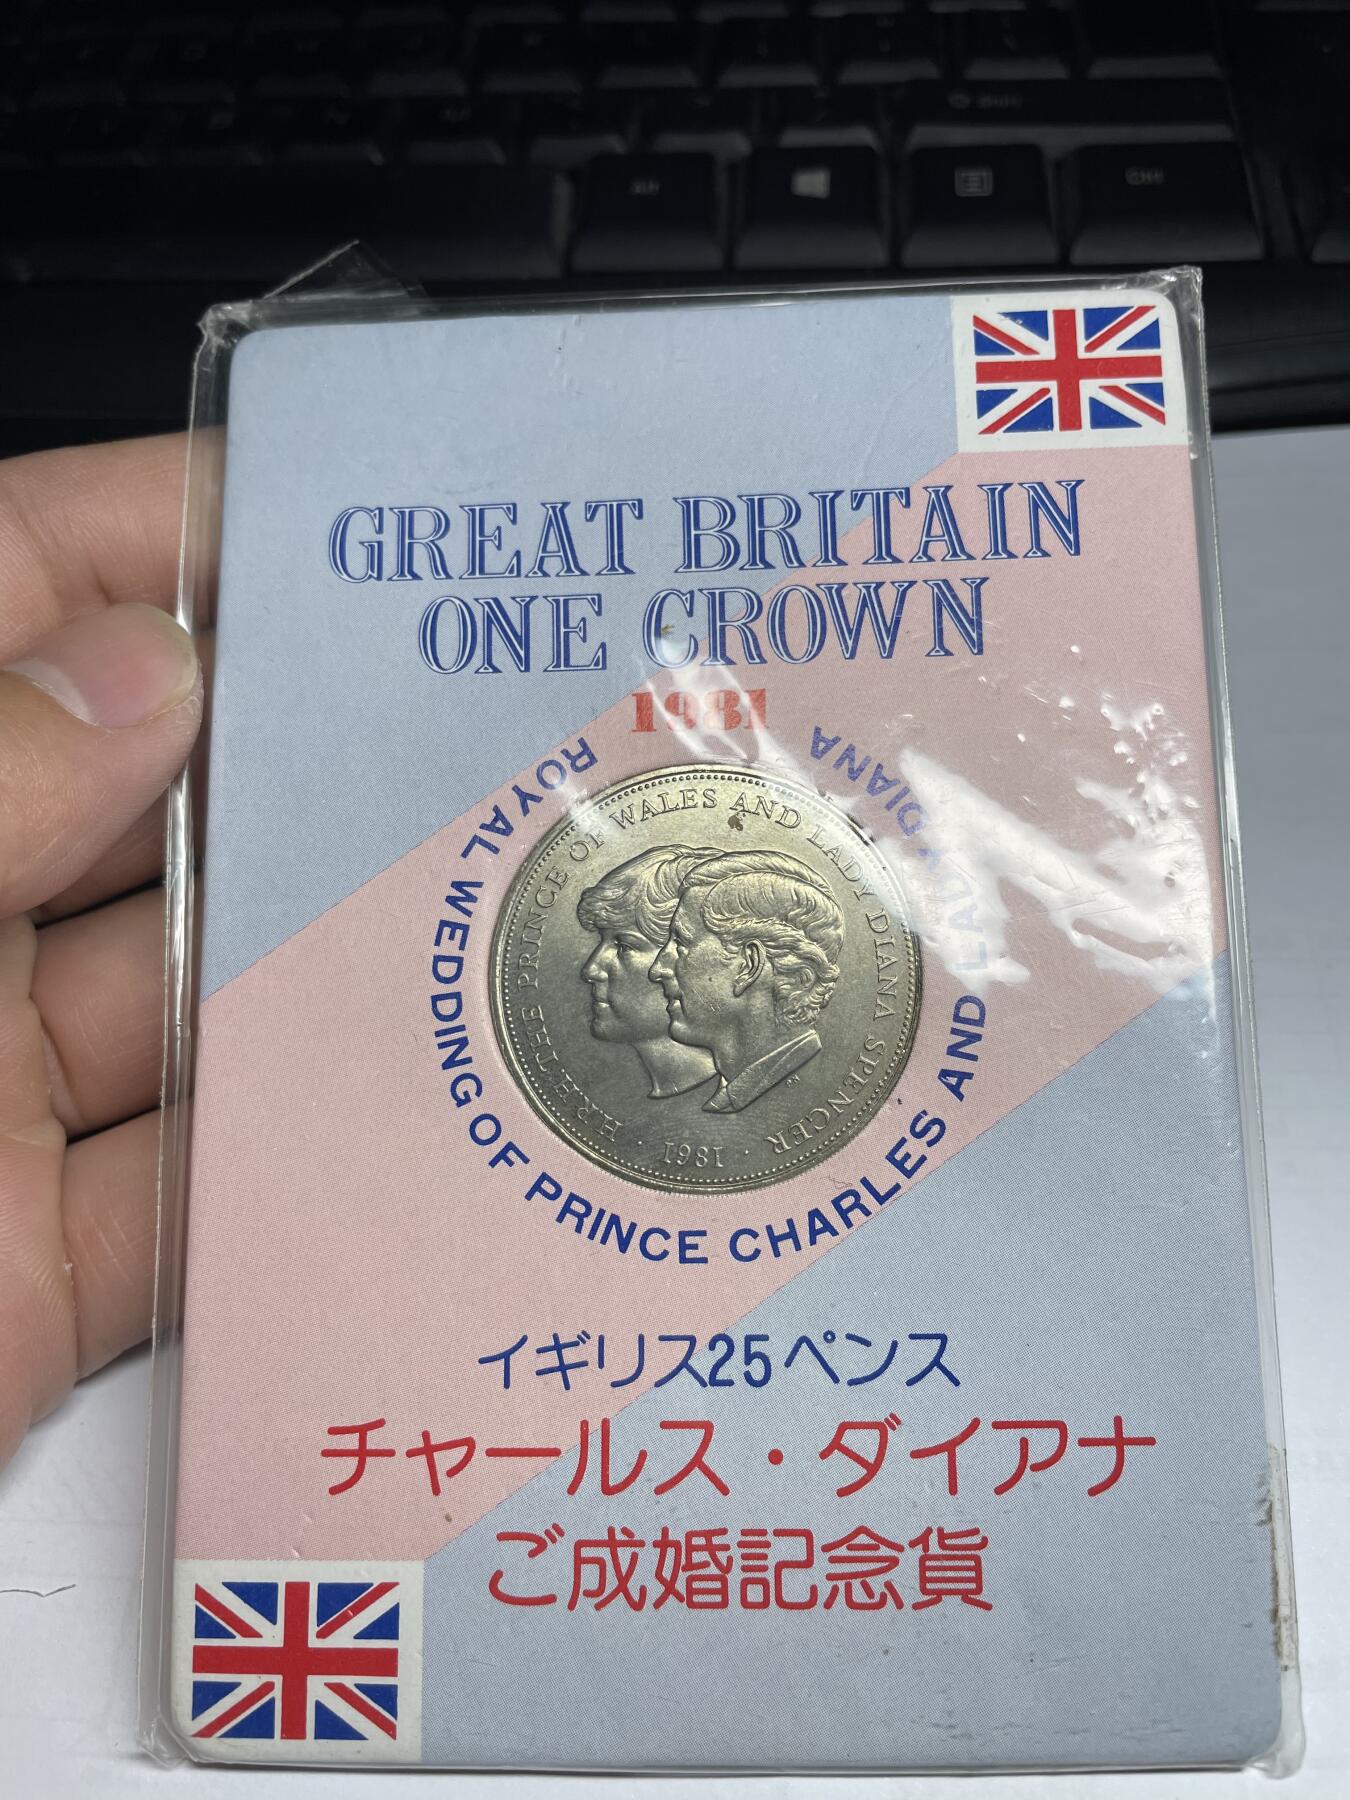 Alt
Ctrl
GREAT BRITAIN
ONE CROWN
1981
ROYAL WEDDING OF PRINCE CHARLES AND LADY DIANA
H.R.H. THE PRINCE OF WALES AND LADY DIANA SPENCER
· 1981 ·
イギリス25ペンス
チャールス・ダイアナ
ご成婚記念貨